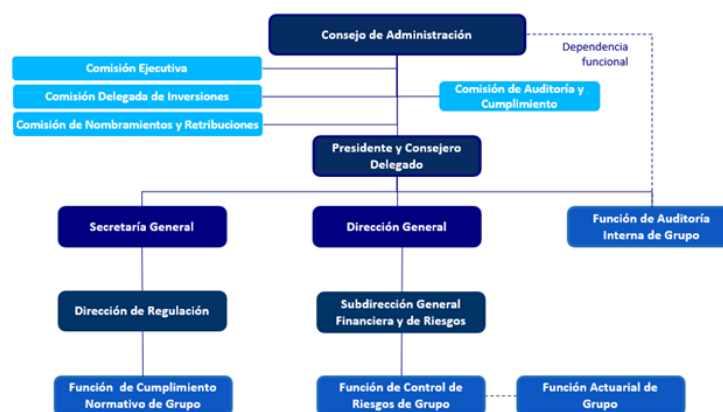 Consejo de Administración
Dependencia
funcional
Comisión Ejecutiva
Comisión Delegada de Inversiones
Comisión de Auditoría y
Cumplimiento
Comisión de Nombramientos y Retribuciones
Presidente y Consejero
Delegado
Secretaría General
Dirección General
Función de Auditoría
Interna de Grupo
Dirección de Regulación
Subdirección General
Financiera y de Riesgos
Función de Cumplimiento
Normativo de Grupo
Función de Control de
Riesgos de Grupo
Función Actuarial de
Grupo